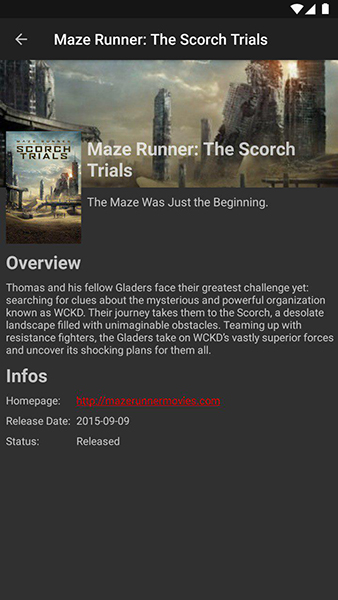 Maze Runner: The Scorch Trials
MAZE RUNNER
SCORCH
TRIALS
Maze Runner: The Scorch
Trials
The Maze Was Just the Beginning.
Overview
Thomas and his fellow Gladers face their greatest challenge yet:
searching for clues about the mysterious and powerful organization
known as WCKD. Their journey takes them to the Scorch, a desolate
landscape filled with unimaginable obstacles. Teaming up with
resistance fighters, the Gladers take on WCKD’s vastly superior forces
and uncover its shocking plans for them all.
Infos
Homepage: http://mazerunnermovies.com
Release Date: 2015-09-09
Status: Released